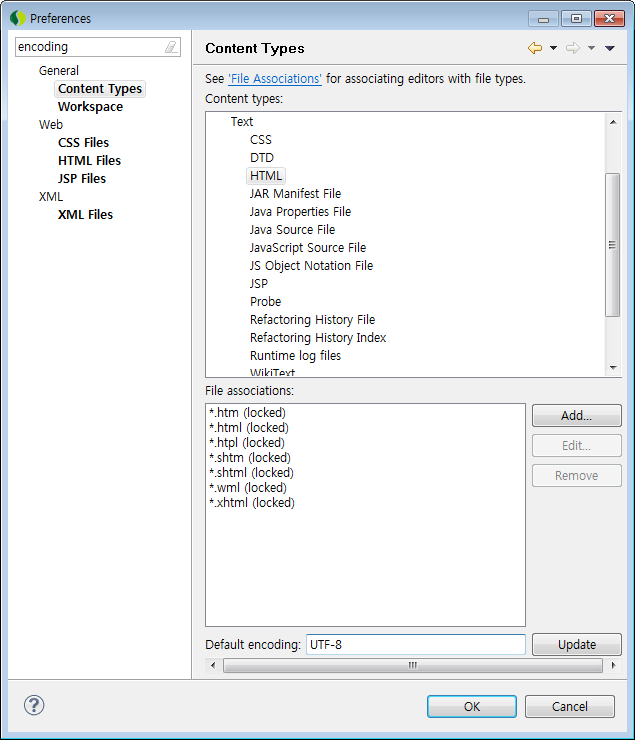 Preferences
encoding
General
Content Types
Workspace
Web
CSS Files
HTML Files
JSP Files
XML
XML Files
Content Types
See 'File Associations' for associating editors with file types.
Content types:
Text
CSS
DTD
HTML
JAR Manifest File
Java Properties File
Java Source File
JavaScript Source File
JS Object Notation File
JSP
Probe
Refactoring History File
Refactoring History Index
Runtime log files
WikiText
File associations:
*.htm (locked)
*.html (locked)
*.htpl (locked)
*.shtm (locked)
*.shtml (locked)
*.wml (locked)
*.xhtml (locked)
Add...
Edit...
Remove
Default encoding: UTF-8 Update
OK Cancel